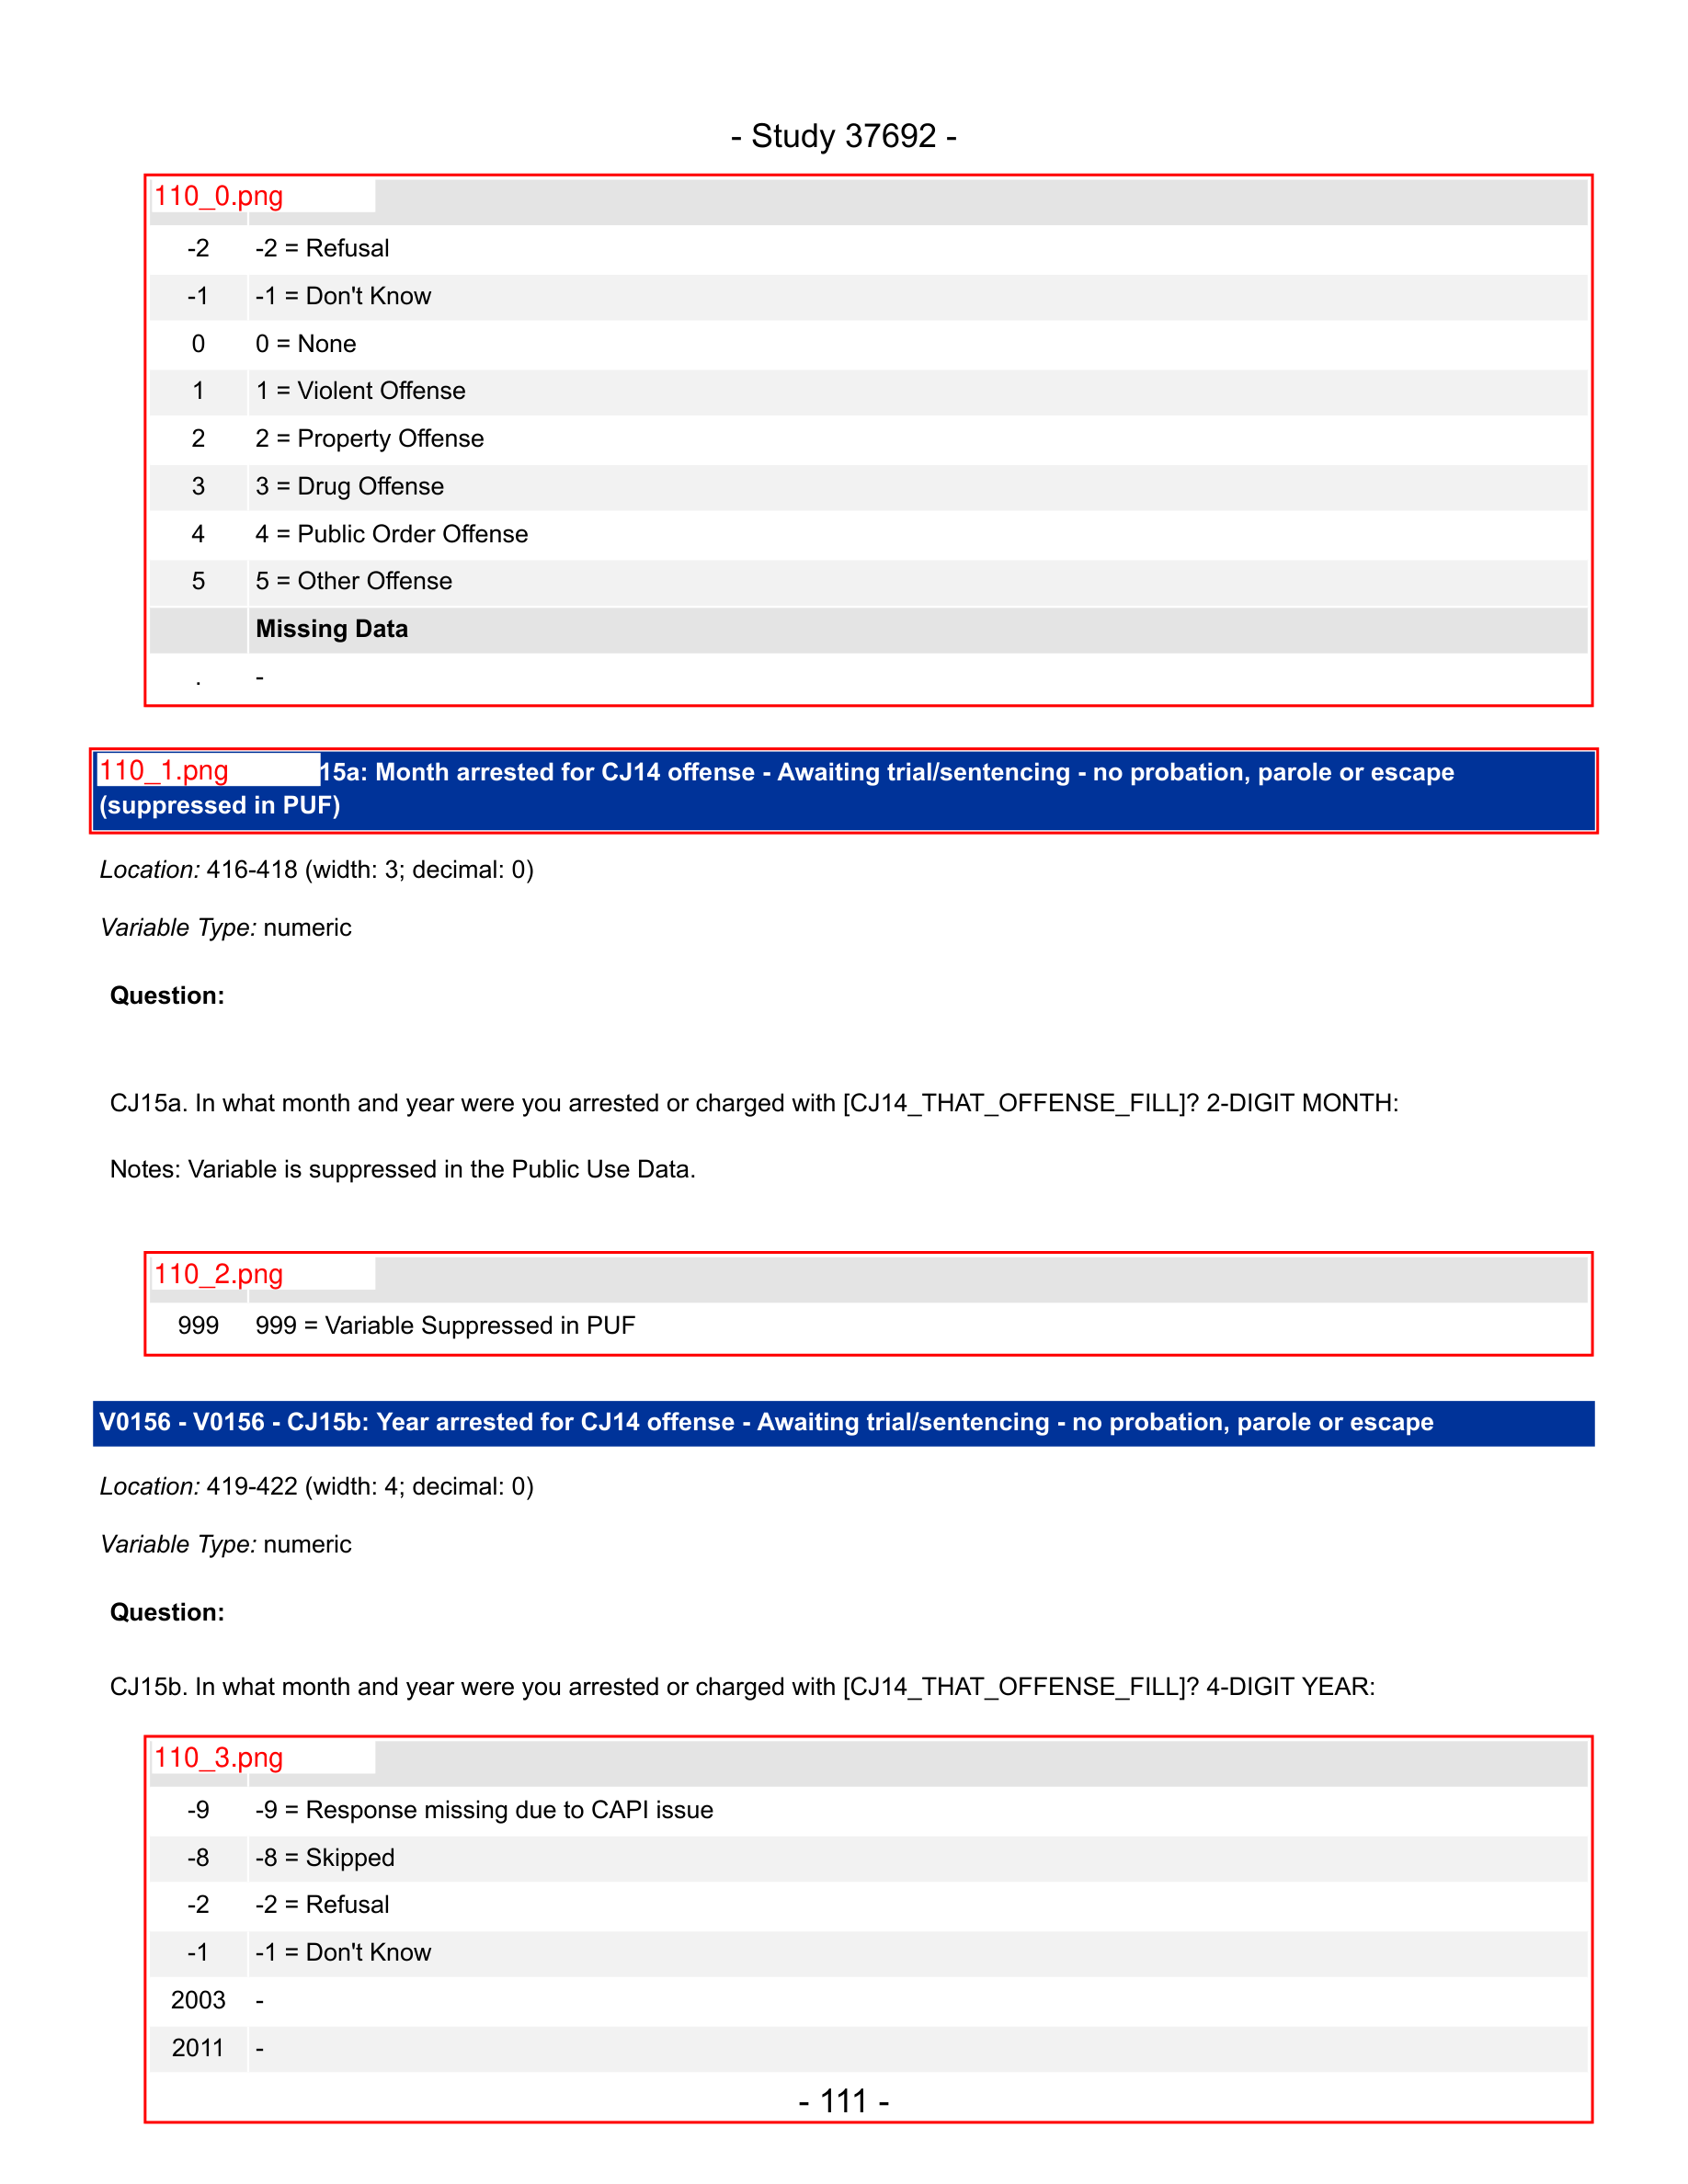 - Study 37692 -
110_0.png
-2 -2 = Refusal
-1 -1 = Don't Know
0 0 = None
1 1 = Violent Offense
2 2 = Property Offense
3 3 = Drug Offense
4 4 = Public Order Offense
5 5 = Other Offense
Missing Data
. -
110_1.png 15a: Month arrested for CJ14 offense - Awaiting trial/sentencing - no probation, parole or escape
(suppressed in PUF)
Location: 416-418 (width: 3; decimal: 0)
Variable Type: numeric
Question:
CJ15a. In what month and year were you arrested or charged with [CJ14_THAT_OFFENSE_FILL]? 2-DIGIT MONTH:
Notes: Variable is suppressed in the Public Use Data.
110_2.png
999 999 = Variable Suppressed in PUF
V0156 - V0156 - CJ15b: Year arrested for CJ14 offense - Awaiting trial/sentencing - no probation, parole or escape
Location: 419-422 (width: 4; decimal: 0)
Variable Type: numeric
Question:
CJ15b. In what month and year were you arrested or charged with [CJ14_THAT_OFFENSE_FILL]? 4-DIGIT YEAR:
110_3.png
-9 -9 = Response missing due to CAPI issue
-8 -8 = Skipped
-2 -2 = Refusal
-1 -1 = Don't Know
2003 -
2011 -
- 111 -